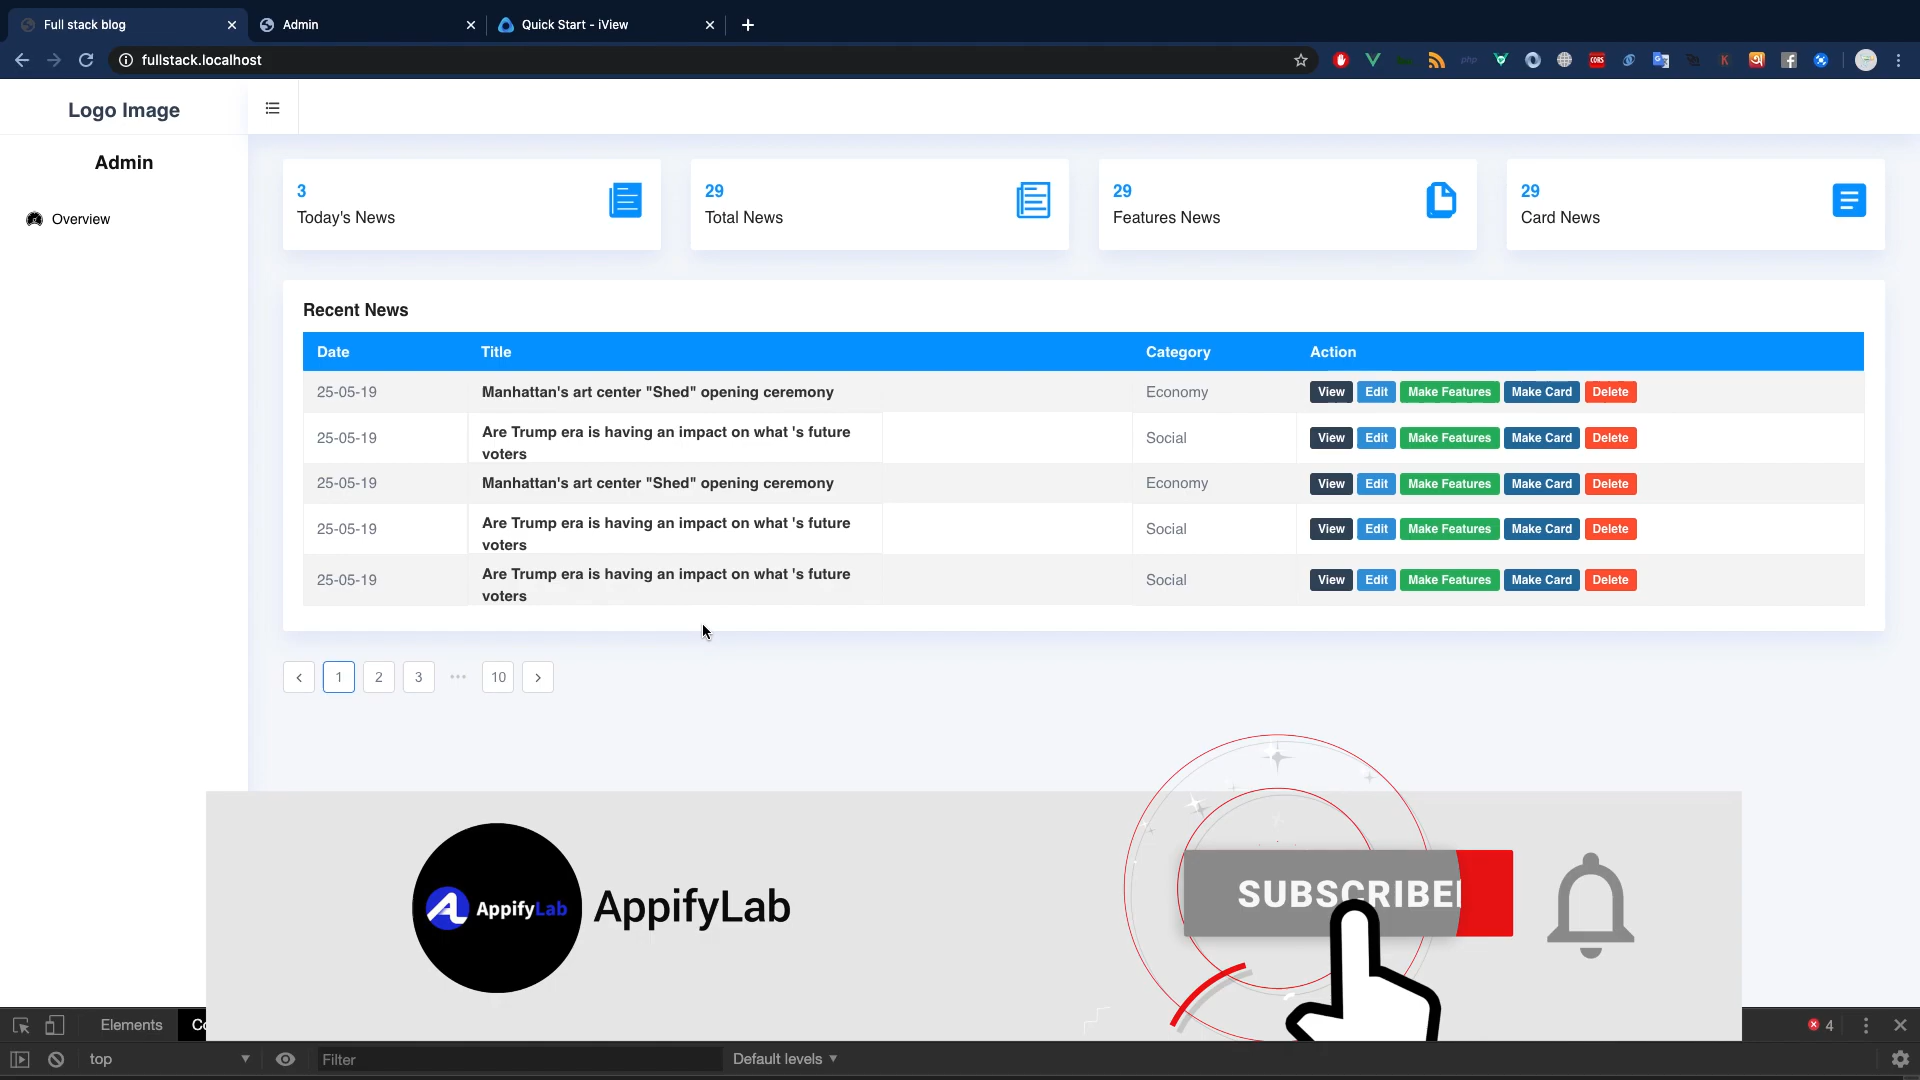 Full stack blog
Admin
Quick Start - iView
fullstack.localhost
Logo Image
Admin
Overview
3
Today's News
29
Total News
29
Features News
29
Card News
Recent News
Date Title Category Action
25-05-19 Manhattan's art center "Shed" opening ceremony Economy View Edit Make Features Make Card Delete
25-05-19 Are Trump era is having an impact on what 's future voters Social View Edit Make Features Make Card Delete
25-05-19 Manhattan's art center "Shed" opening ceremony Economy View Edit Make Features Make Card Delete
25-05-19 Are Trump era is having an impact on what 's future voters Social View Edit Make Features Make Card Delete
25-05-19 Are Trump era is having an impact on what 's future voters Social View Edit Make Features Make Card Delete
1 2 3 ••• 10
AppifyLab AppifyLab
SUBSCRIBE
Elements
4
top Filter Default levels